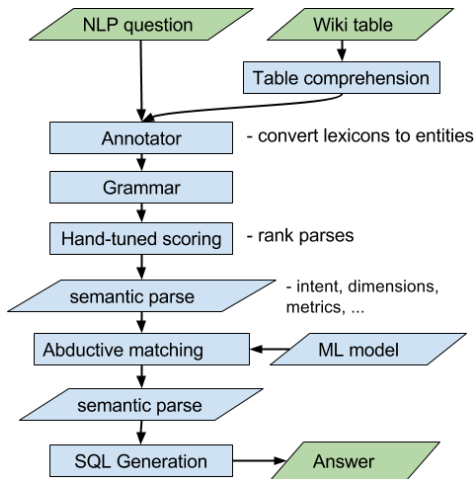 NLP question
Wiki table
Table comprehension
Annotator
- convert lexicons to entities
Grammar
Hand-tuned scoring
- rank parses
semantic parse
- intent, dimensions,
metrics, ...
Abductive matching
ML model
semantic parse
SQL Generation
Answer